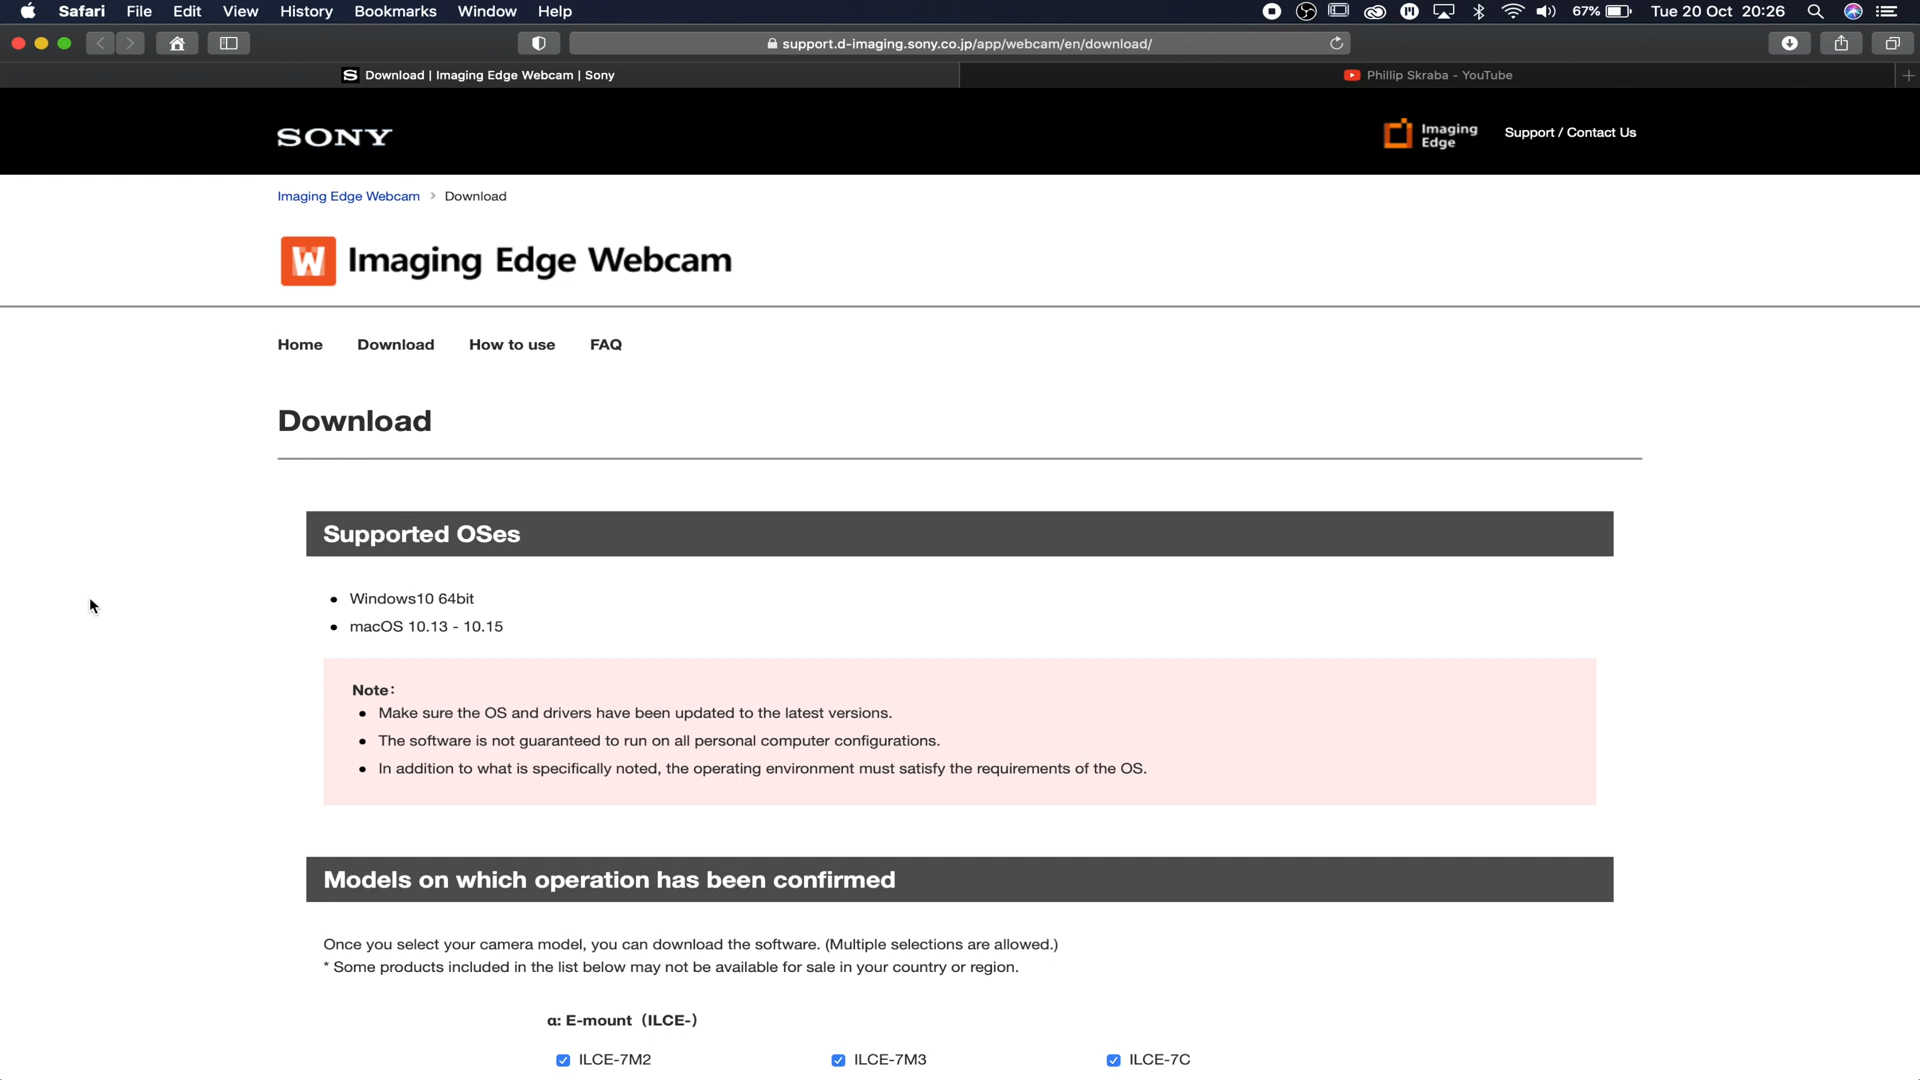 Safari File Edit View History Bookmarks Window Help 67% Tue 20 Oct 20:26
support.d-imaging.sony.co.jp/app/webcam/en/download/
S Download | Imaging Edge Webcam | Sony Phillip Skraba - YouTube
SONY Imaging Edge Support / Contact Us
Imaging Edge Webcam > Download
W Imaging Edge Webcam
Home Download How to use FAQ
Download
Supported OSes
• Windows10 64bit
• macOS 10.13 - 10.15
Note:
• Make sure the OS and drivers have been updated to the latest versions.
• The software is not guaranteed to run on all personal computer configurations.
• In addition to what is specifically noted, the operating environment must satisfy the requirements of the OS.
Models on which operation has been confirmed
Once you select your camera model, you can download the software. (Multiple selections are allowed.)
* Some products included in the list below may not be available for sale in your country or region.
α: E-mount（ILCE-）
ILCE-7M2 ILCE-7M3 ILCE-7C